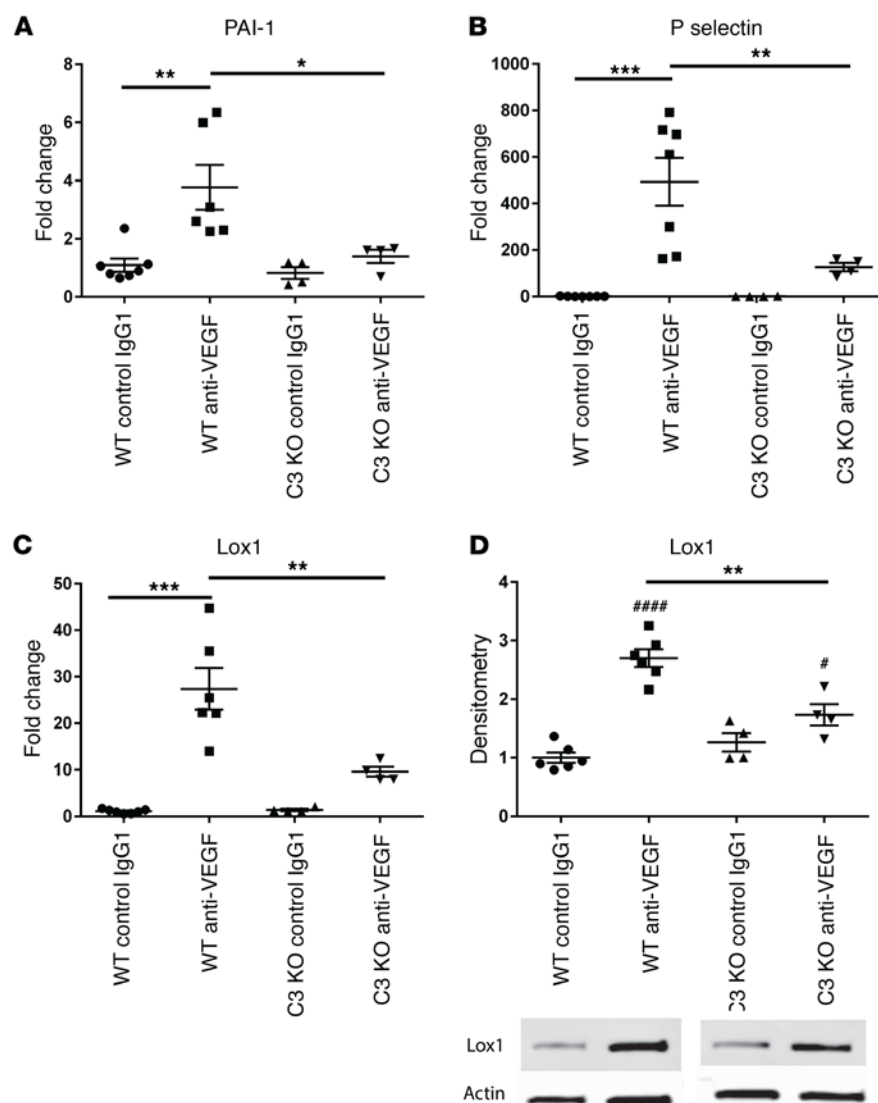 A
PAI-1
**
*
8
6
4
2
0
Fold change
WT control IgG1
WT anti-VEGF
C3 KO control IgG1
C3 KO anti-VEGF
B
P selectin
***
**
1000
800
600
400
200
0
Fold change
WT control IgG1
WT anti-VEGF
C3 KO control IgG1
C3 KO anti-VEGF
C
Lox1
***
**
50
40
30
20
10
0
Fold change
WT control IgG1
WT anti-VEGF
C3 KO control IgG1
C3 KO anti-VEGF
D
Lox1
**
####
#
4
3
2
1
0
Densitometry
WT control IgG1
WT anti-VEGF
C3 KO control IgG1
C3 KO anti-VEGF
Lox1
Actin